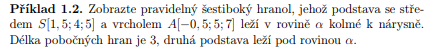 Příklad 1.2. Zobrazte pravidelný šestiboký hranol, jehož podstava se stře-
dem S[1, 5; 4; 5] a vrcholem A[−0, 5; 5; 7] leží v rovině α kolmé k nárysně.
Délka pobočných hran je 3, druhá podstava leží pod rovinou α.